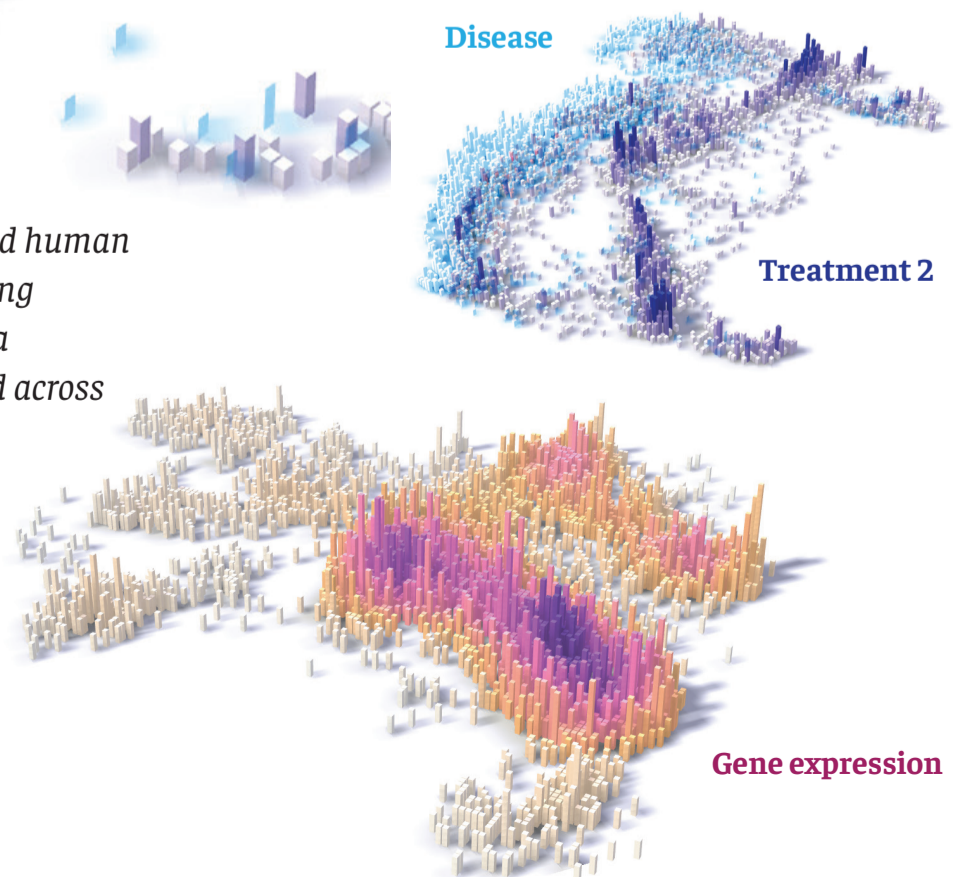 Disease
d human
ng
a
d across
Treatment 2
Gene expression